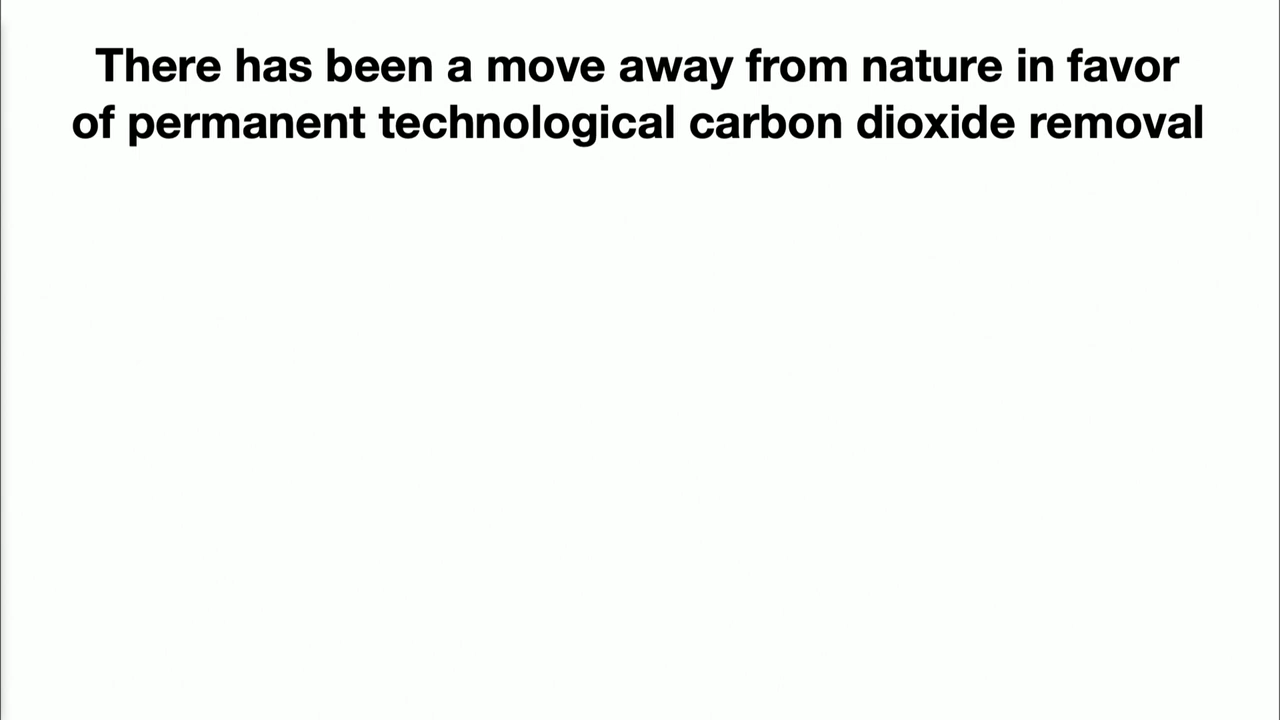 There has been a move away from nature in favor
of permanent technological carbon dioxide removal